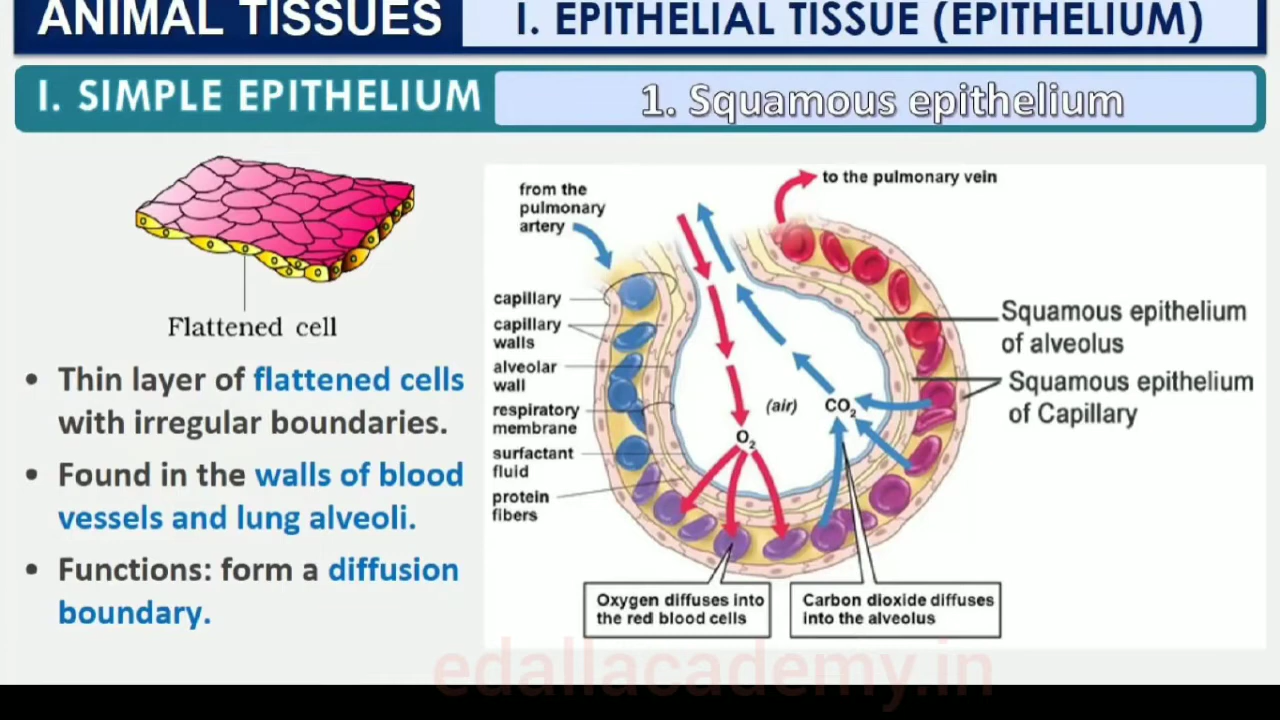 ANIMAL TISSUES
I. EPITHELIAL TISSUE (EPITHELIUM)
I. SIMPLE EPITHELIUM
1. Squamous epithelium
Flattened cell
• Thin layer of flattened cells
with irregular boundaries.
• Found in the walls of blood
vessels and lung alveoli.
• Functions: form a diffusion
boundary.
from the
pulmonary
artery
to the pulmonary vein
capillary
capillary
walls
alveolar
wall
respiratory
membrane
surfactant
fluid
protein
fibers
(air)
CO₂
O₂
Squamous epithelium
of alveolus
Squamous epithelium
of Capillary
Oxygen diffuses into
the red blood cells
Carbon dioxide diffuses
into the alveolus
edallacademy.in